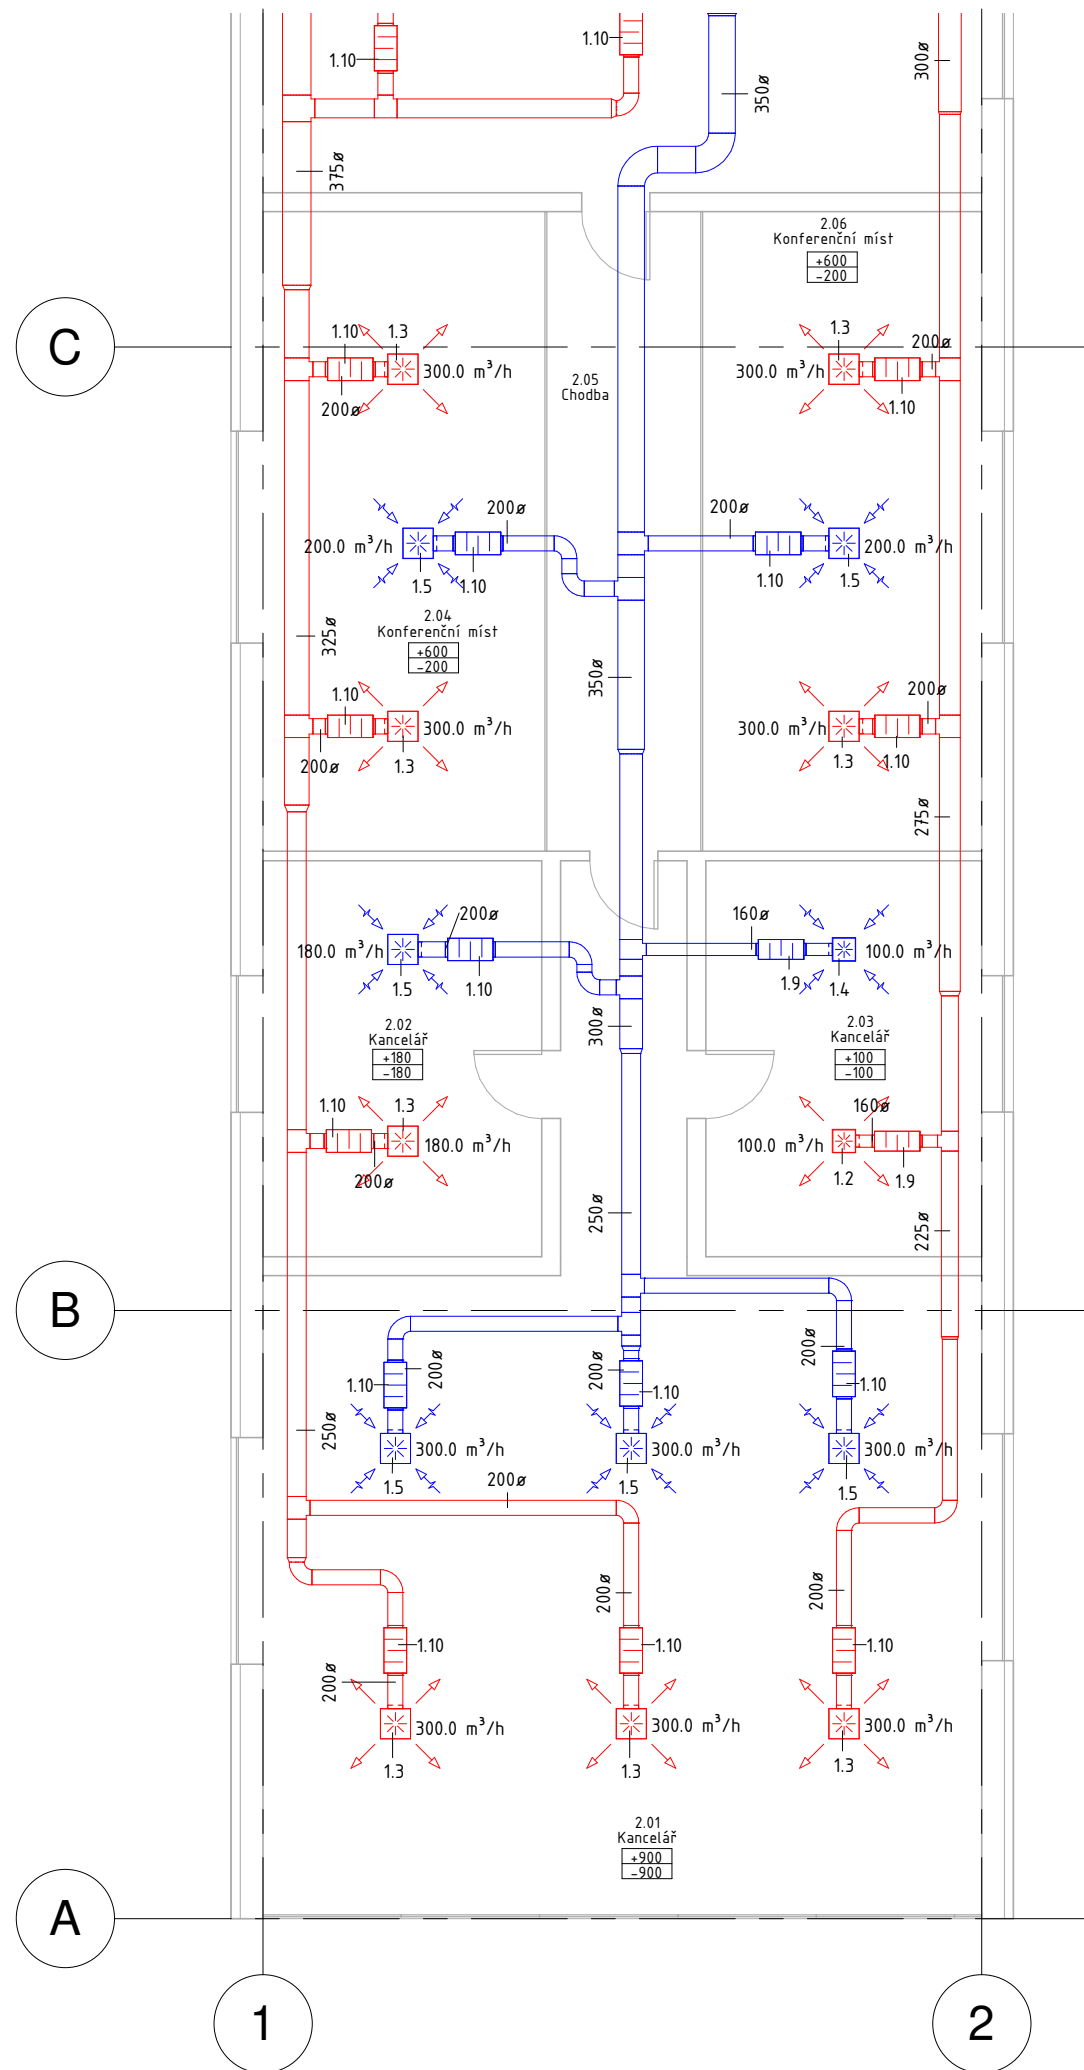 1.10
1.10
300ø
350ø
375ø
2.06
Konferenční míst
+600
-200
C
1.10
1.3
300.0 m³/h
200ø
2.05
Chodba
1.3
200ø
300.0 m³/h
1.10
200ø
200ø
200.0 m³/h
1.5
1.10
200.0 m³/h
1.10
1.5
2.04
Konferenční míst
+600
-200
325ø
350ø
1.10
300.0 m³/h
200ø
1.3
200ø
300.0 m³/h
1.3
1.10
275ø
200ø
180.0 m³/h
1.5
1.10
160ø
100.0 m³/h
1.9
1.4
2.02
Kancelář
+180
-180
300ø
2.03
Kancelář
+100
-100
1.10
1.3
180.0 m³/h
200ø
160ø
100.0 m³/h
1.2
1.9
250ø
225ø
B
200ø
200ø
200ø
1.10
1.10
1.10
250ø
300.0 m³/h
300.0 m³/h
300.0 m³/h
1.5
1.5
1.5
200ø
200ø
200ø
1.10
1.10
1.10
200ø
300.0 m³/h
300.0 m³/h
300.0 m³/h
1.3
1.3
1.3
2.01
Kancelář
+900
-900
A
1
2